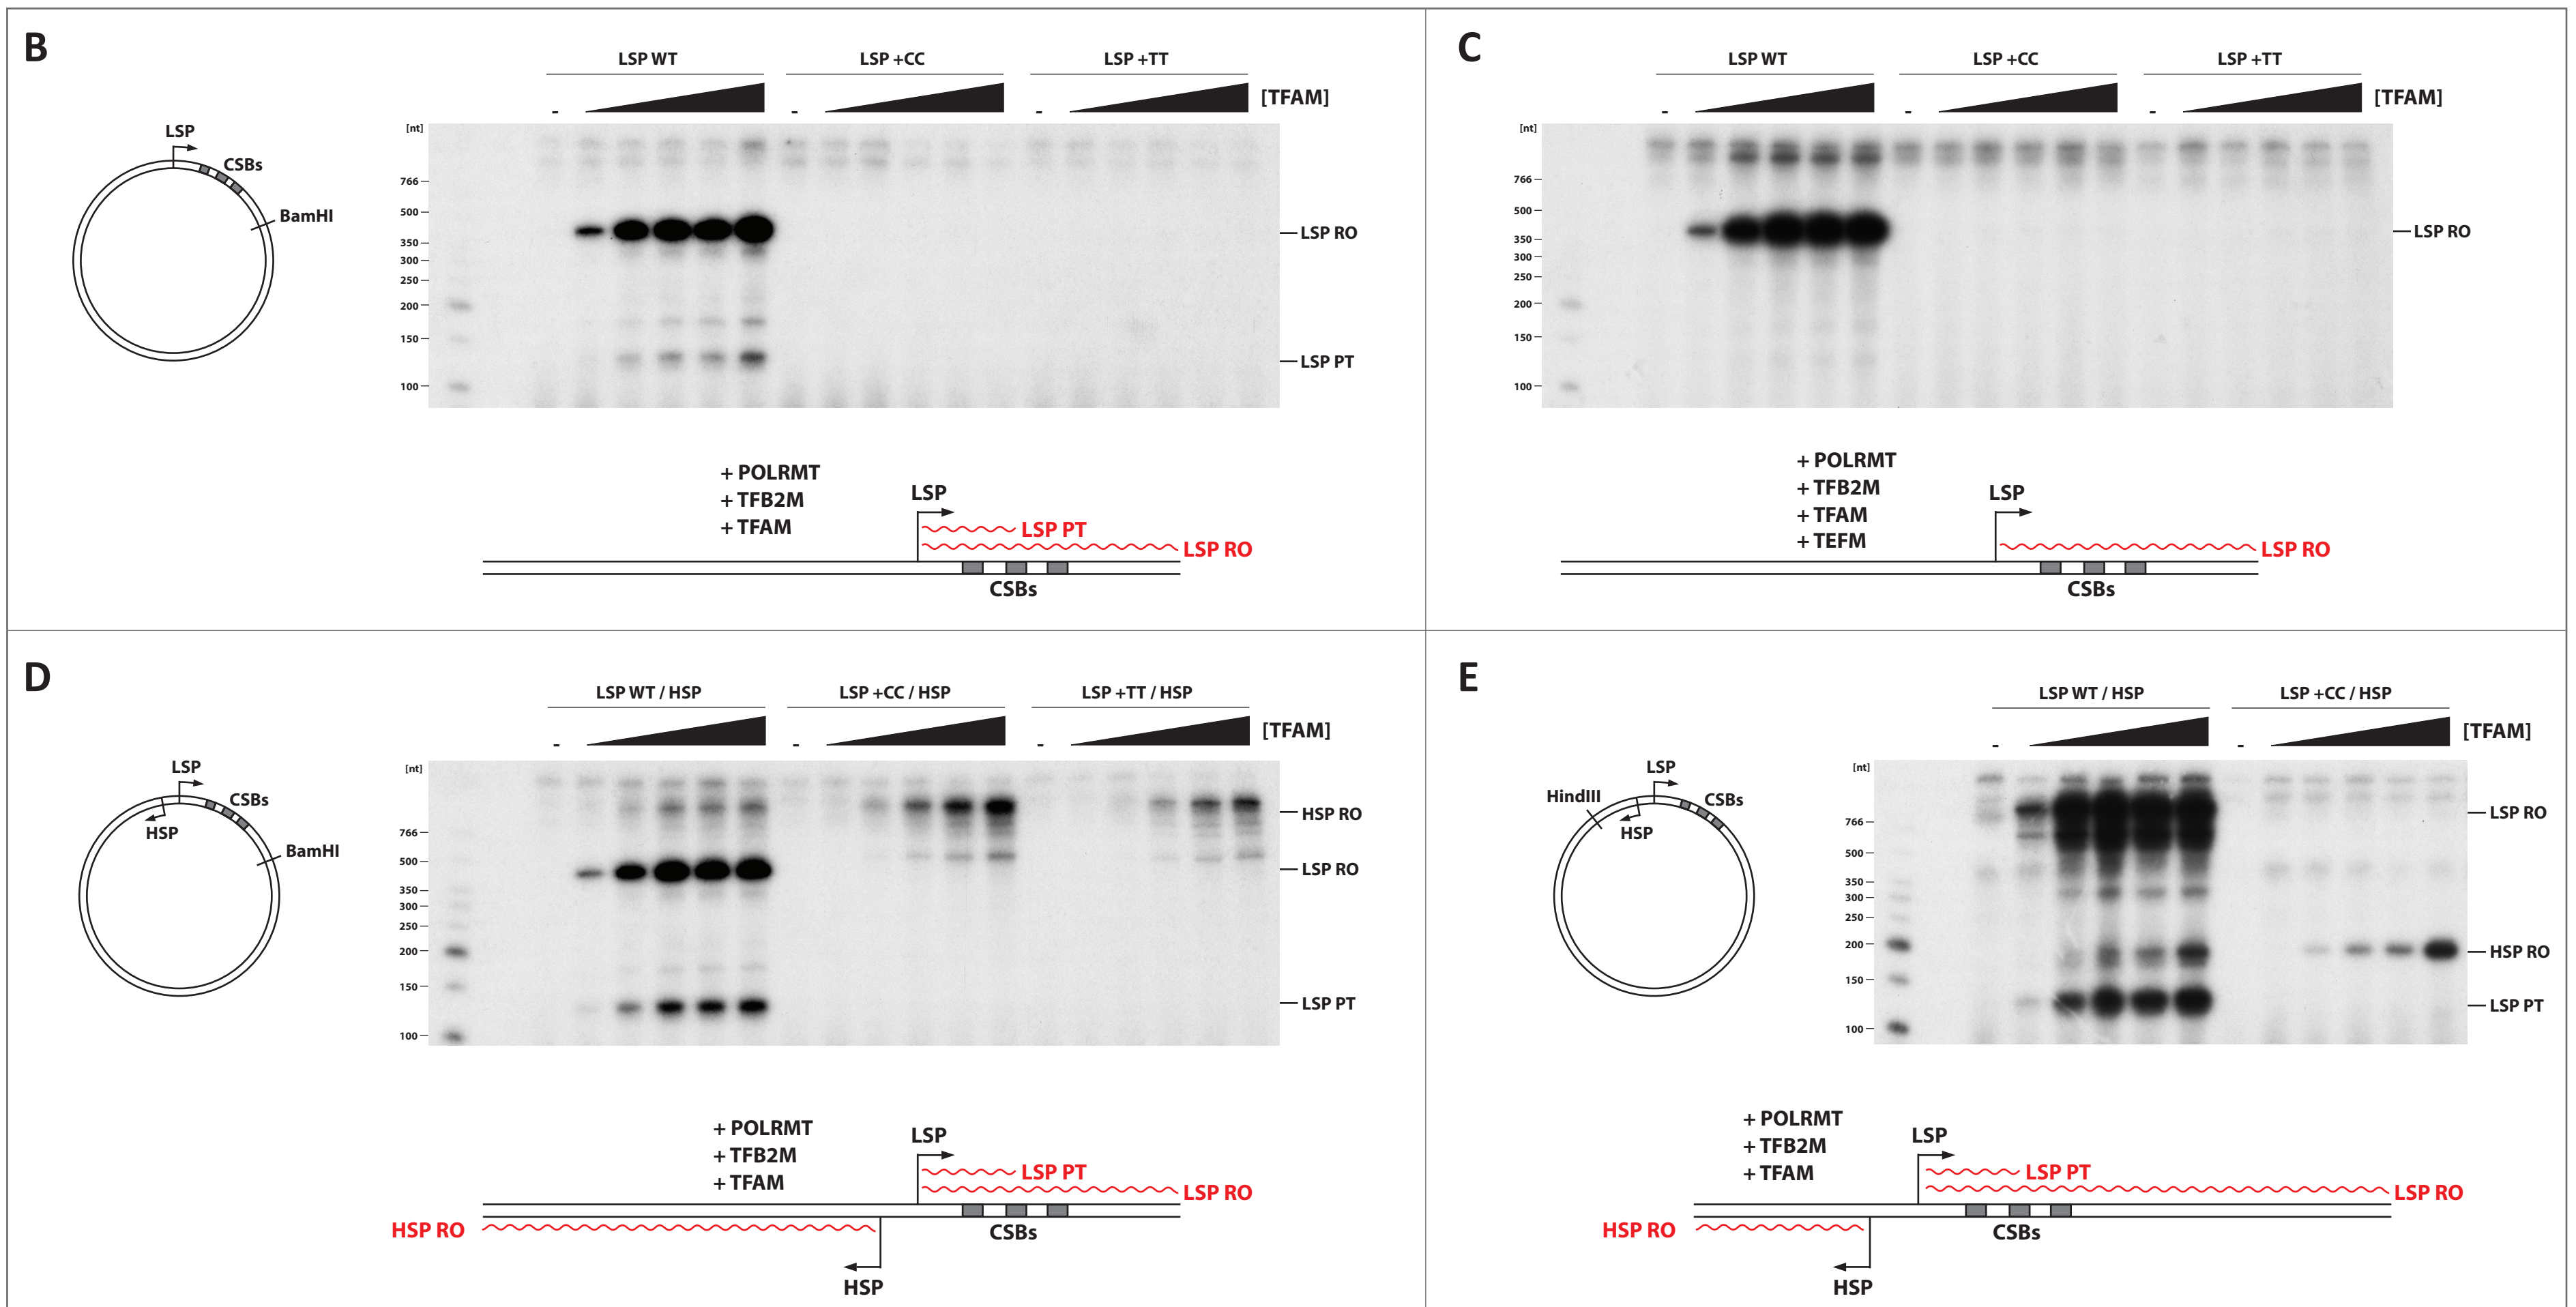 B
LSP WT
LSP +CC
LSP +TT
-
-
-
[TFAM]
[nt]
LSP
CSBs
BamHI
766
500
350
300
250
200
150
100
LSP RO
LSP PT
+ POLRMT
+ TFB2M
+ TFAM
LSP
LSP PT
LSP RO
CSBs
C
LSP WT
LSP +CC
LSP +TT
-
-
-
[TFAM]
[nt]
766
500
350
300
250
200
150
100
LSP RO
+ POLRMT
+ TFB2M
+ TFAM
+ TEFM
LSP
LSP RO
CSBs
D
LSP WT / HSP
LSP +CC / HSP
LSP +TT / HSP
-
-
-
[TFAM]
[nt]
LSP
CSBs
HSP
BamHI
766
500
350
300
250
200
150
100
HSP RO
LSP RO
LSP PT
+ POLRMT
+ TFB2M
+ TFAM
LSP
LSP PT
LSP RO
HSP RO
CSBs
HSP
E
LSP WT / HSP
LSP +CC / HSP
-
-
[TFAM]
[nt]
LSP
HindIII
CSBs
HSP
766
500
350
300
250
200
150
100
LSP RO
HSP RO
LSP PT
+ POLRMT
+ TFB2M
+ TFAM
LSP
LSP PT
LSP RO
HSP RO
CSBs
HSP